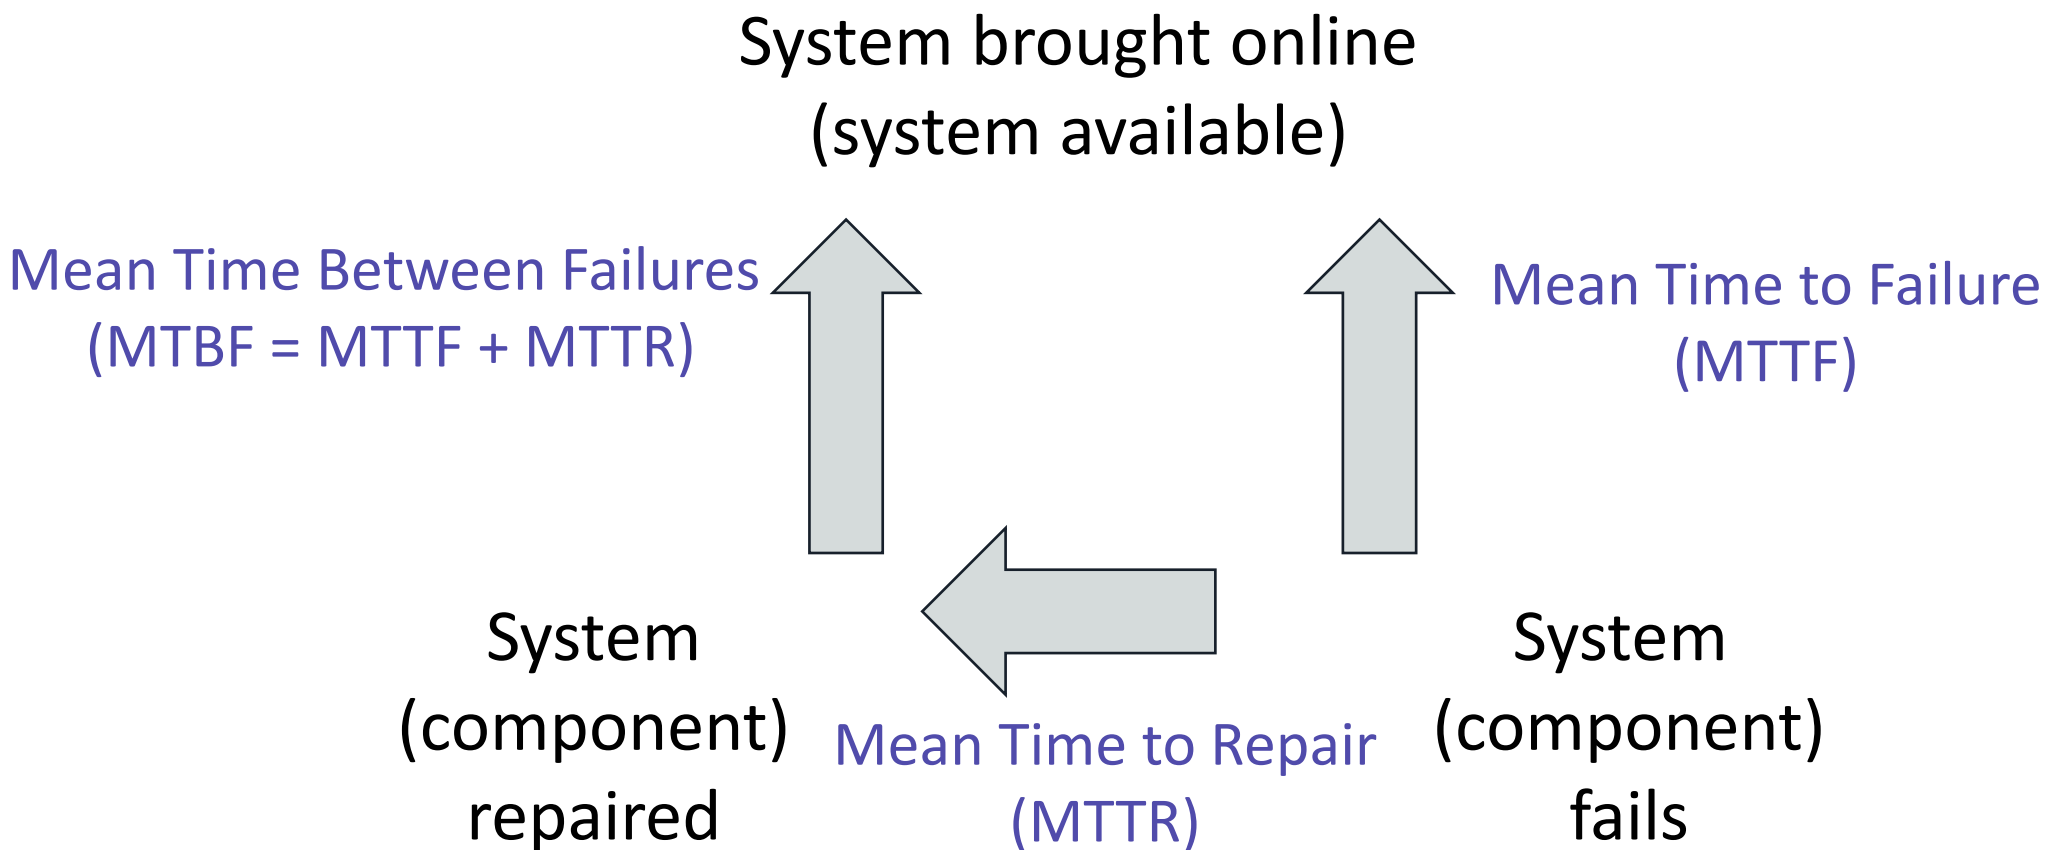 System brought online
(system available)
Mean Time Between Failures
(MTBF = MTTF + MTTR)
Mean Time to Failure
(MTTF)
System
(component)
repaired
Mean Time to Repair
(MTTR)
System
(component)
fails